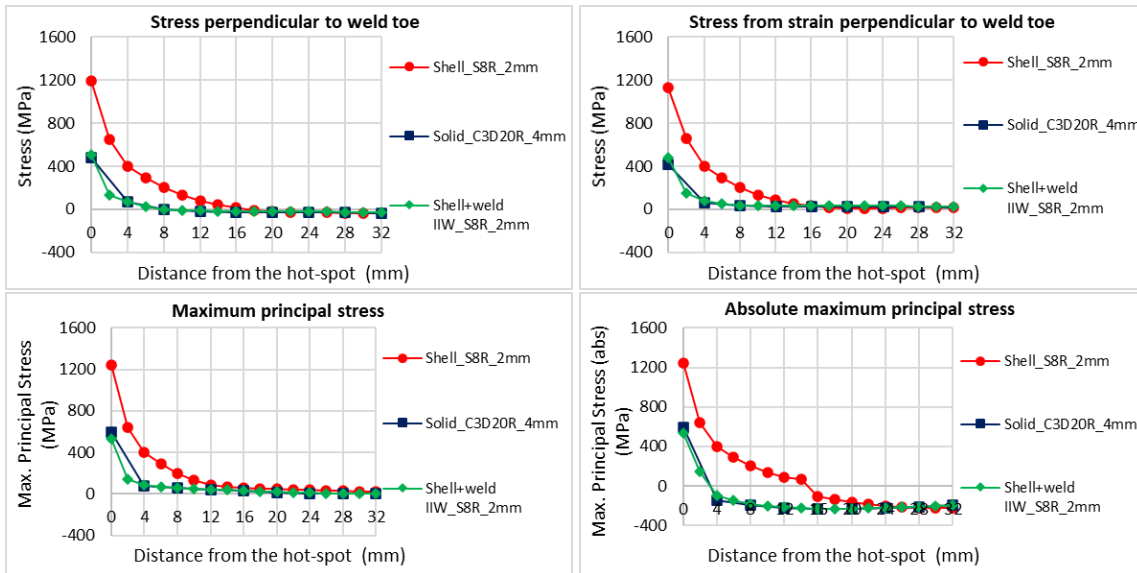 Stress perpendicular to weld toe
1600
1200
800
400
0
-400
Stress (MPa)
0 4 8 12 16 20 24 28 32
Distance from the hot-spot (mm)
Shell_S8R_2mm
Solid_C3D20R_4mm
Shell+weld
IIW_S8R_2mm
Stress from strain perpendicular to weld toe
1600
1200
800
400
0
-400
Stress (MPa)
0 4 8 12 16 20 24 28 32
Distance from the hot-spot (mm)
Shell_S8R_2mm
Solid_C3D20R_4mm
Shell+weld
IIW_S8R_2mm
Maximum principal stress
1600
1200
800
400
0
-400
Max. Principal Stress
(MPa)
0 4 8 12 16 20 24 28 32
Distance from the hot-spot (mm)
Shell_S8R_2mm
Solid_C3D20R_4mm
Shell+weld
IIW_S8R_2mm
Absolute maximum principal stress
1600
1200
800
400
0
-400
Max. Principal Stress (abs)
(MPa)
0 4 8 12 16 20 24 28 32
Distance from the hot-spot (mm)
Shell_S8R_2mm
Solid_C3D20R_4mm
Shell+weld
IIW_S8R_2mm